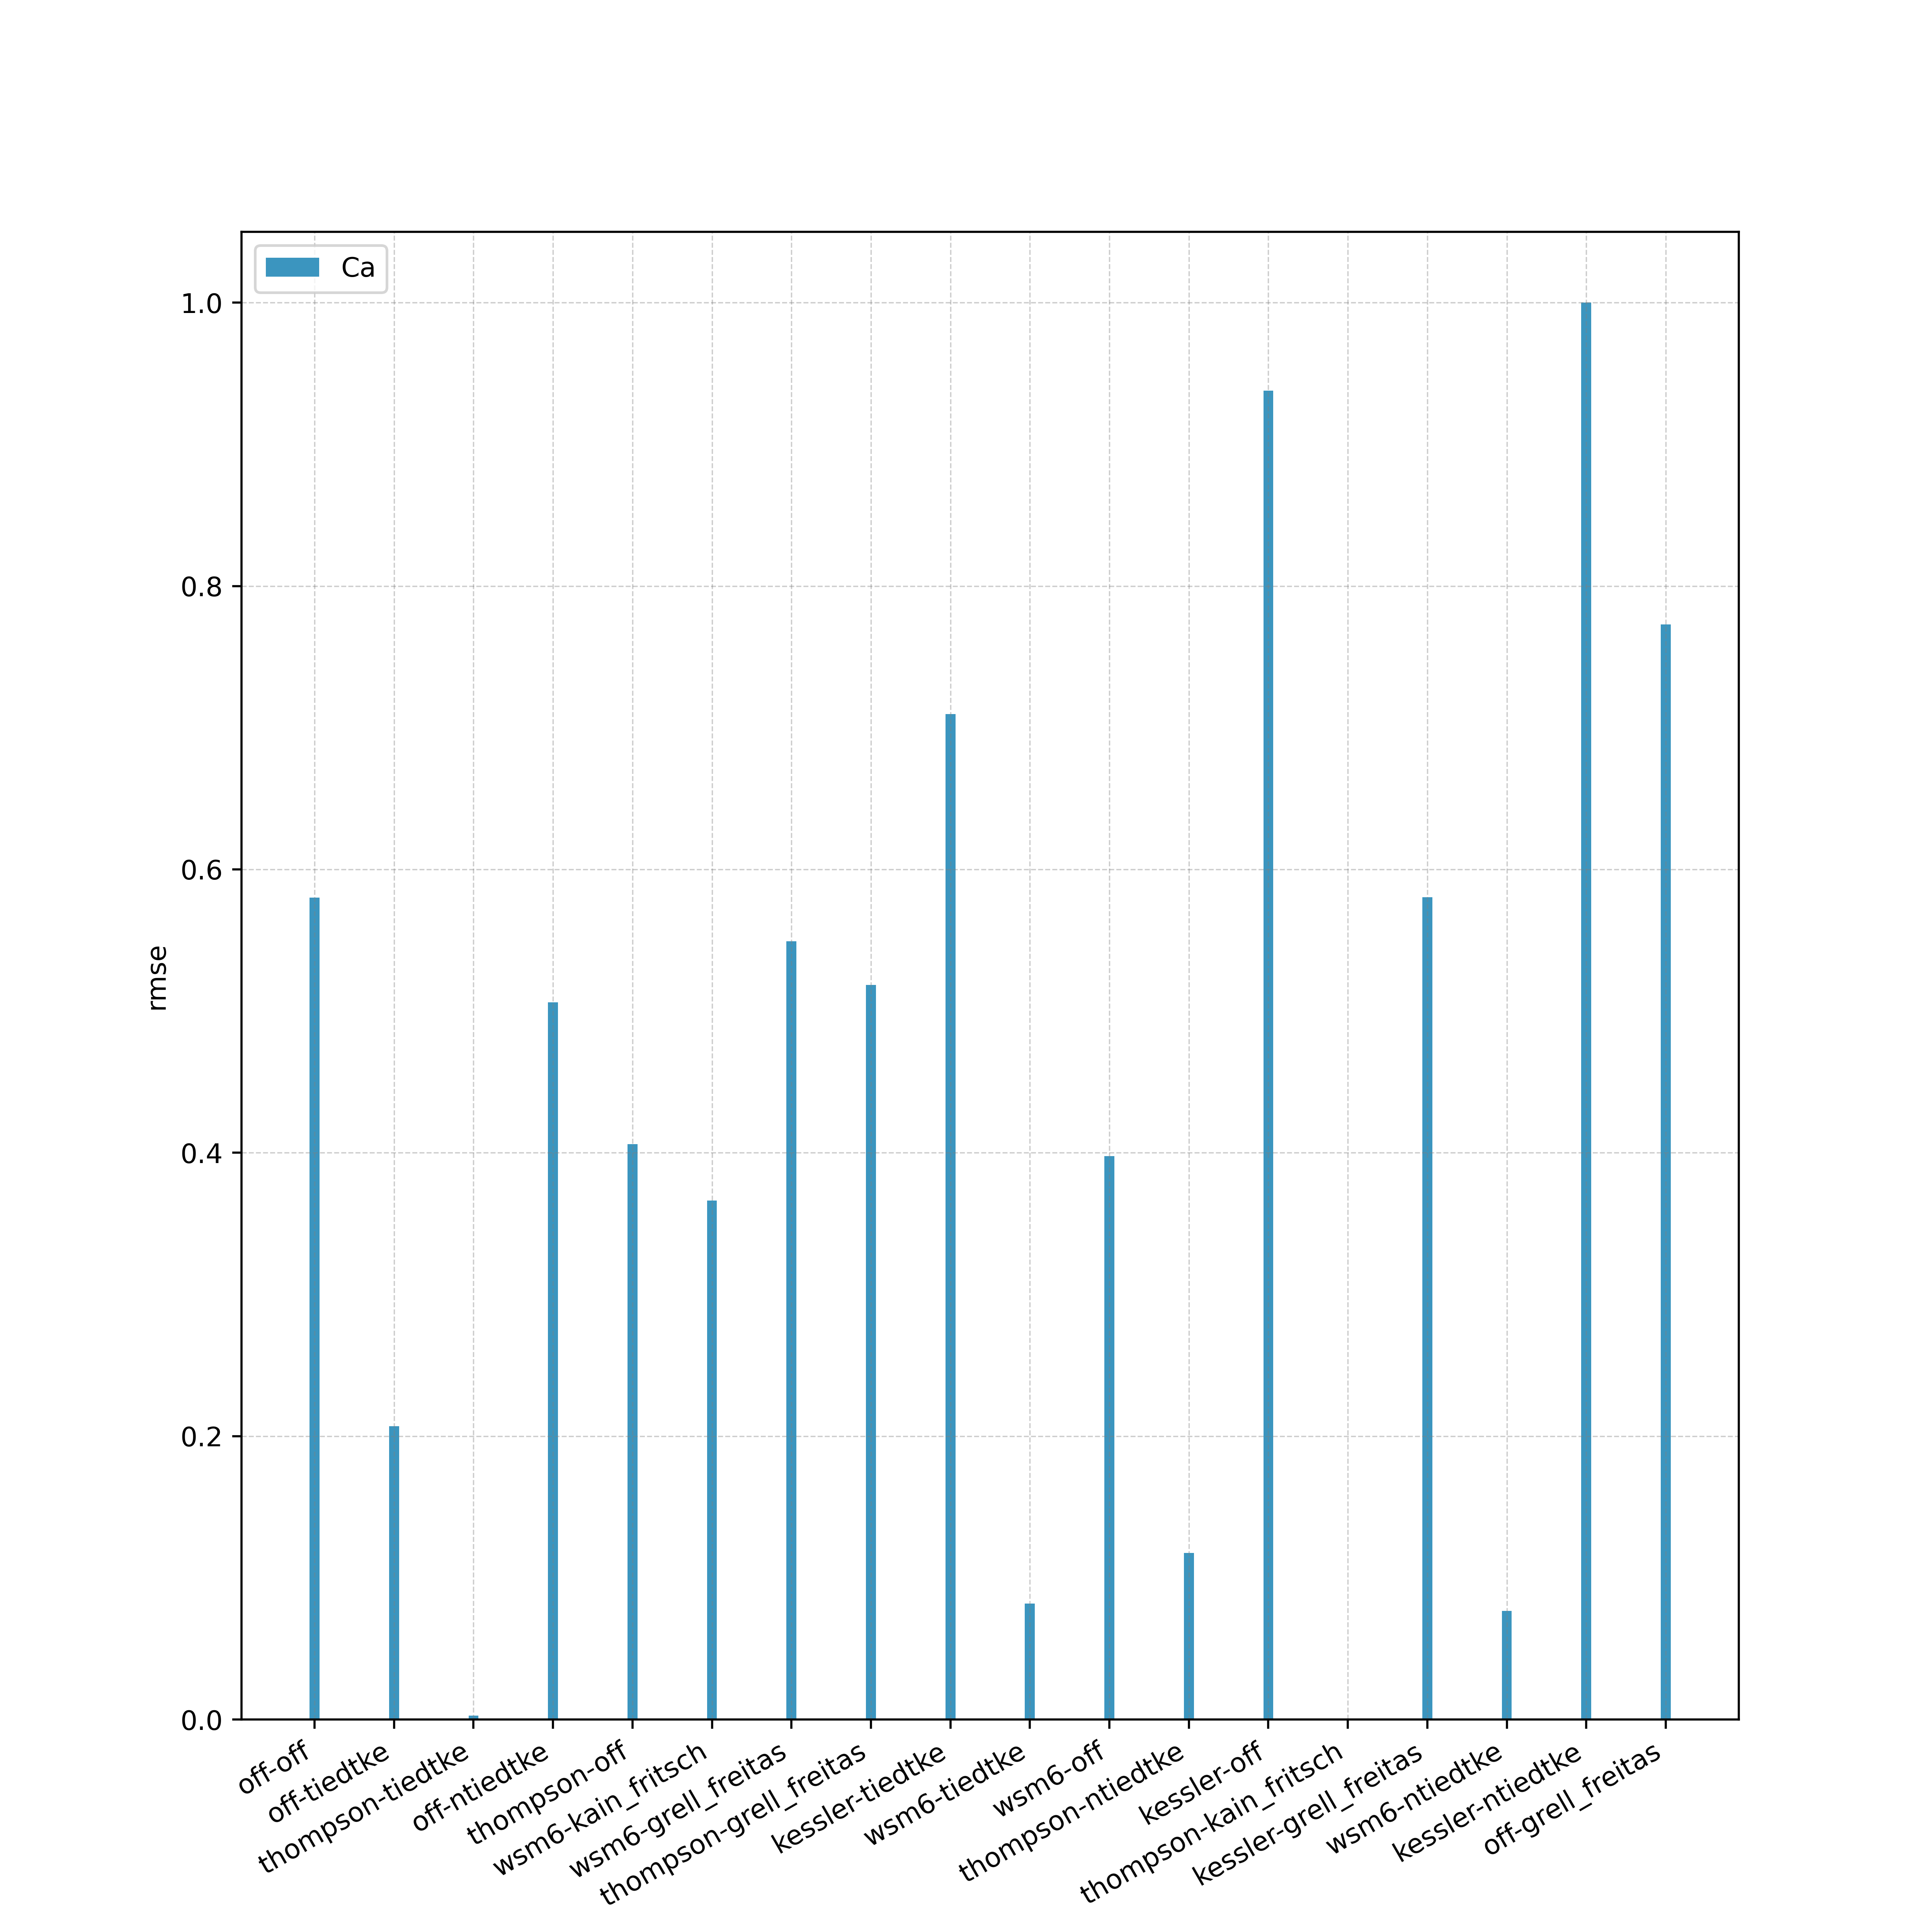 Ca
1.0
0.8
0.6
0.4
0.2
0.0
rmse
off-off
off-tiedtke
thompson-tiedtke
off-ntiedtke
thompson-off
wsm6-kain_fritsch
wsm6-grell_freitas
thompson-grell_freitas
kessler-tiedtke
wsm6-tiedtke
wsm6-off
thompson-ntiedtke
kessler-off
thompson-kain_fritsch
kessler-grell_freitas
wsm6-ntiedtke
kessler-ntiedtke
off-grell_freitas